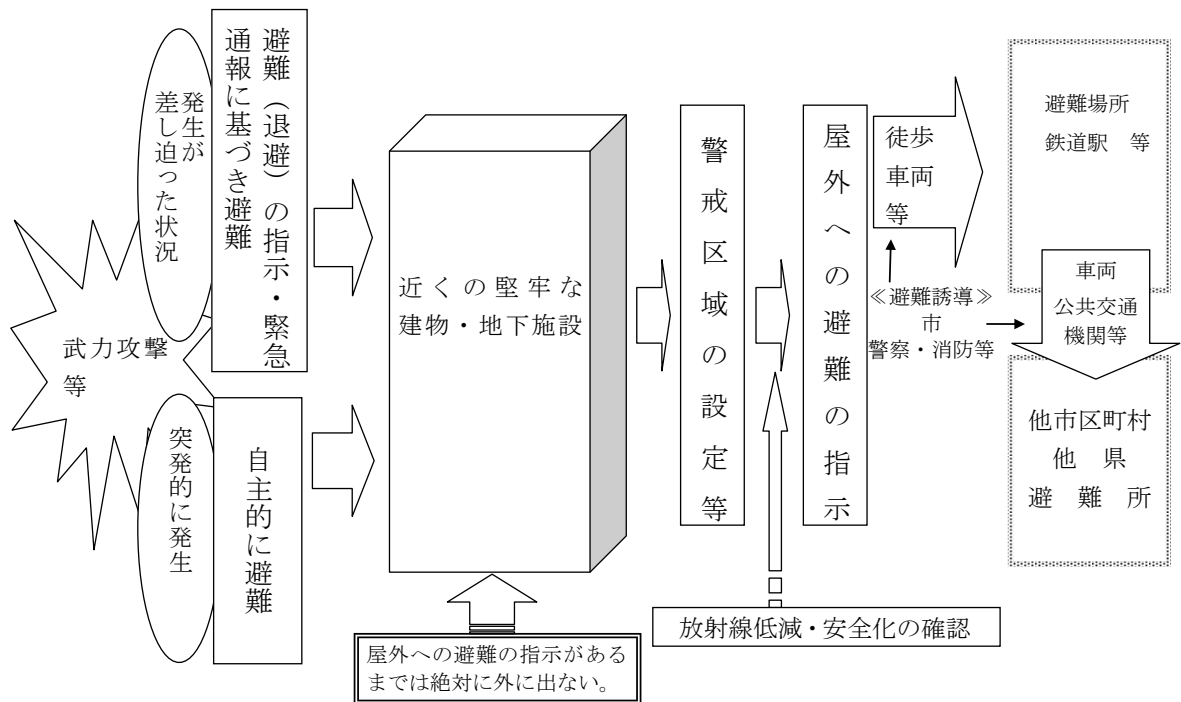 武力攻撃
等
発生が
差し迫った状況
避難（退避）の指示・緊急
通報に基づき避難
突発的に発生
自主的に避難
近くの堅牢な
建物・地下施設
屋外への避難の指示がある
までは絶対に外に出ない。
警戒区域の設定等
放射線低減・安全化の確認
屋外への避難の指示
徒歩
車両
等
≪避難誘導≫
市
警察・消防等
避難場所
鉄道駅　等
車両
公共交通
機関等
他市区町村
他　県
避　難　所